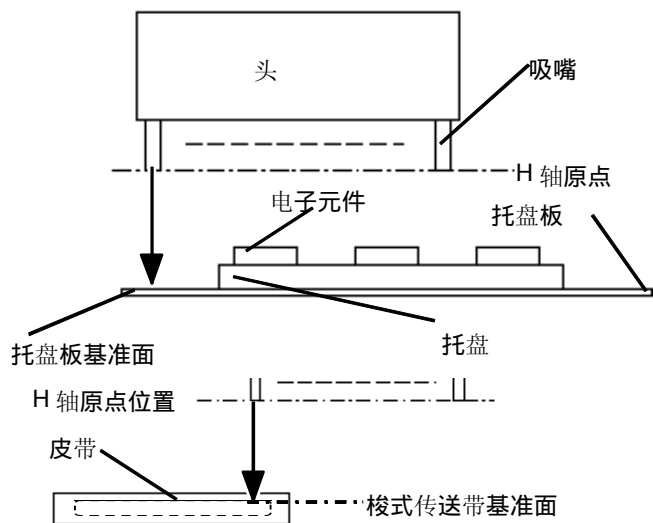 头
吸嘴
H 轴原点
电子元件
托盘板
托盘板基准面
托盘
H 轴原点位置
皮带
梭式传送带基准面